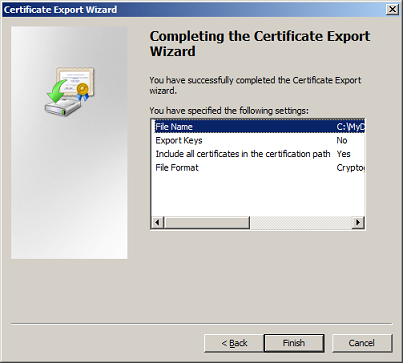 Certificate Export Wizard
Completing the Certificate Export
Wizard
You have successfully completed the Certificate Export
wizard.
You have specified the following settings:
File Name C:\MyD
Export Keys No
Include all certificates in the certification path Yes
File Format Crypto
< Back Finish Cancel